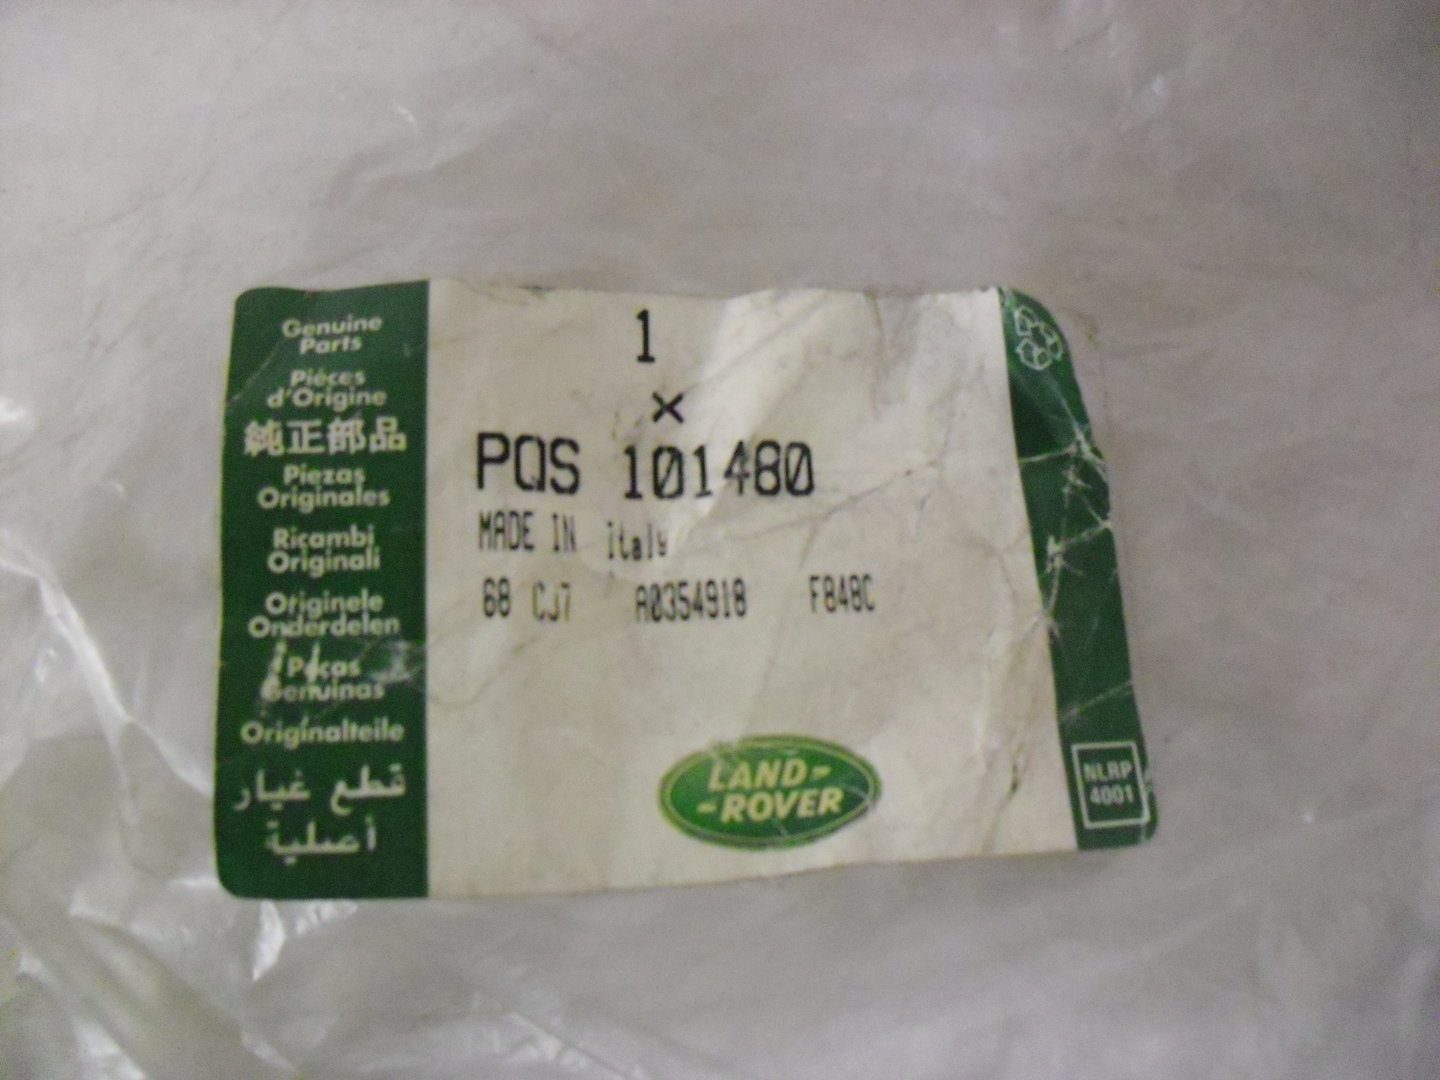 Genuine
Parts
Pièces
d'Origine
純正部品
Piezas
Originales
Ricambi
Originali
Originele
Onderdelen
Peças
Genuinas
Originalteile
قطع غيار
أصلية
1
×
PQS 101480
MADE IN Italy
68 CJ7 A0354918 F848C
LAND-
-ROVER
NLRP
4001